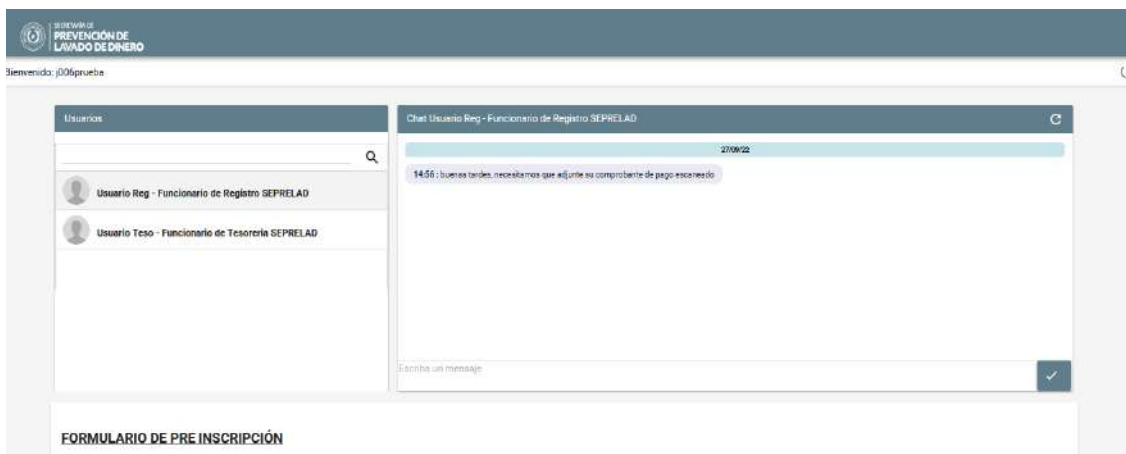 SECRETARÍA DE
PREVENCIÓN DE
LAVADO DE DINERO
Bienvenido: j006prueba
Usuarios
Chat Usuario Reg - Funcionario de Registro SEPRELAD
27/09/22
14:56 : buenas tardes, necesitamos que adjunte su comprobante de pago escaneado
Usuario Reg - Funcionario de Registro SEPRELAD
Usuario Teso - Funcionario de Tesoreria SEPRELAD
Escriba un mensaje
FORMULARIO DE PRE INSCRIPCIÓN